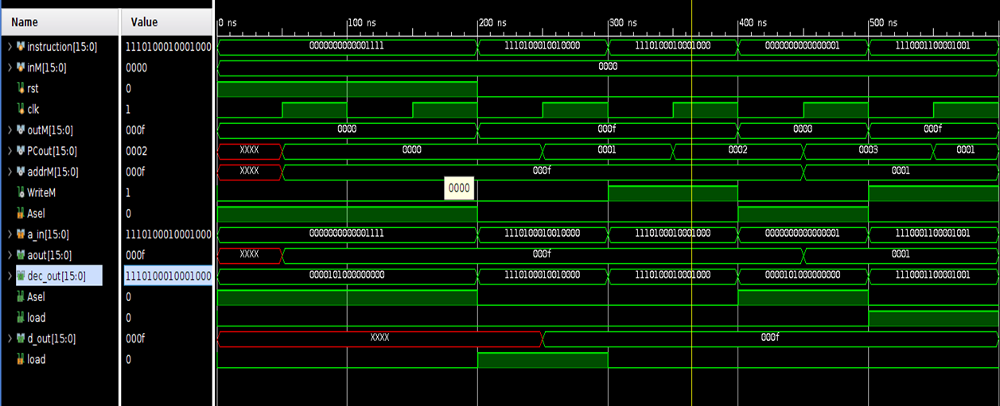 Name Value
0 ns 100 ns 200 ns 300 ns 400 ns 500 ns
instruction[15:0] 1110100010001000 0000000000001111 1110100010010000 1110100010001000 0000000000000001 1110001100001001
inM[15:0] 0000 0000
rst 0
clk 1
outM[15:0] 000f 0000 000f 0000 000f
PCout[15:0] 0002 XXXX 0000 0001 0002 0003 0001
addrM[15:0] 000f XXXX 000f 0001
WriteM 1 0000
Asel 0
a_in[15:0] 1110100010001000 0000000000001111 1110100010010000 1110100010001000 0000000000000001 1110001100001001
aout[15:0] 000f XXXX 000f 0001
dec_out[15:0] 1110100010001000 0000101000000000 1110100010010000 1110100010001000 0000101000000000 1110001100001001
Asel 0
load 0
d_out[15:0] 000f XXXX 000f
load 0